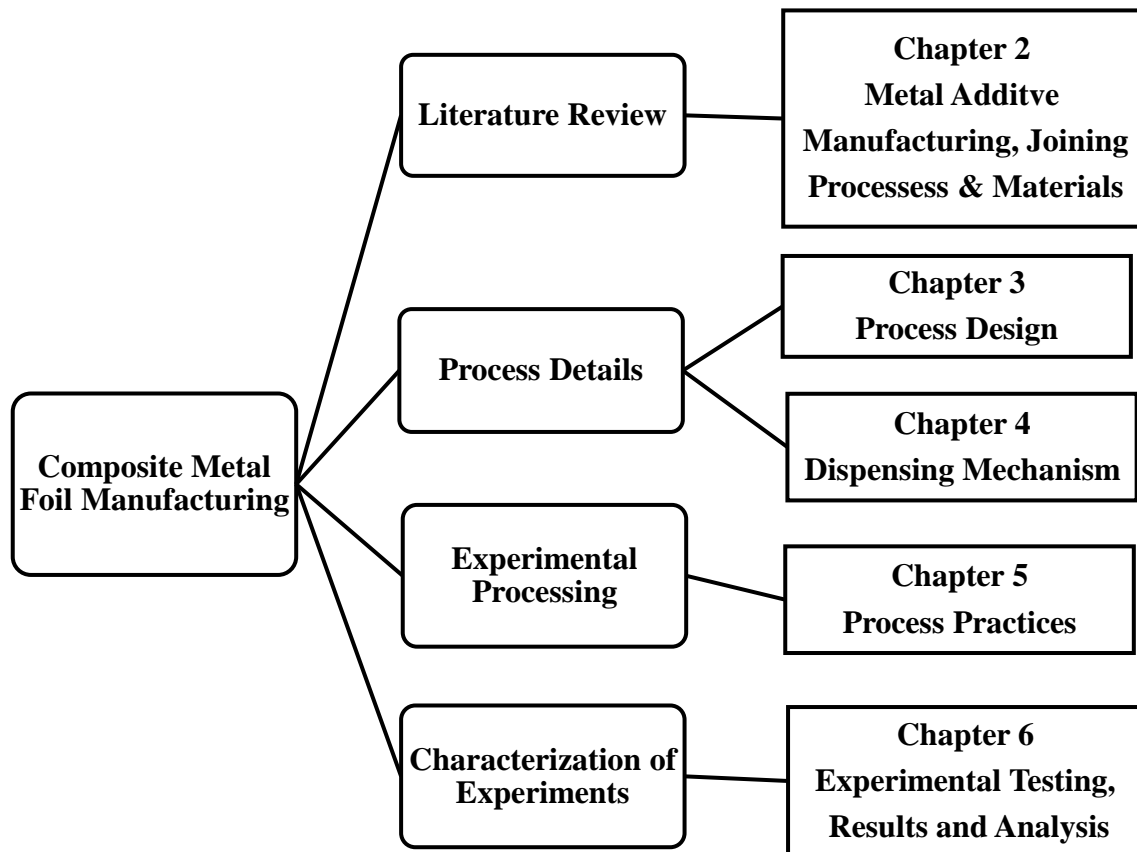 Composite Metal
Foil Manufacturing
Literature Review
Chapter 2
Metal Additve
Manufacturing, Joining
Processess & Materials
Process Details
Chapter 3
Process Design
Chapter 4
Dispensing Mechanism
Experimental
Processing
Chapter 5
Process Practices
Characterization of
Experiments
Chapter 6
Experimental Testing,
Results and Analysis